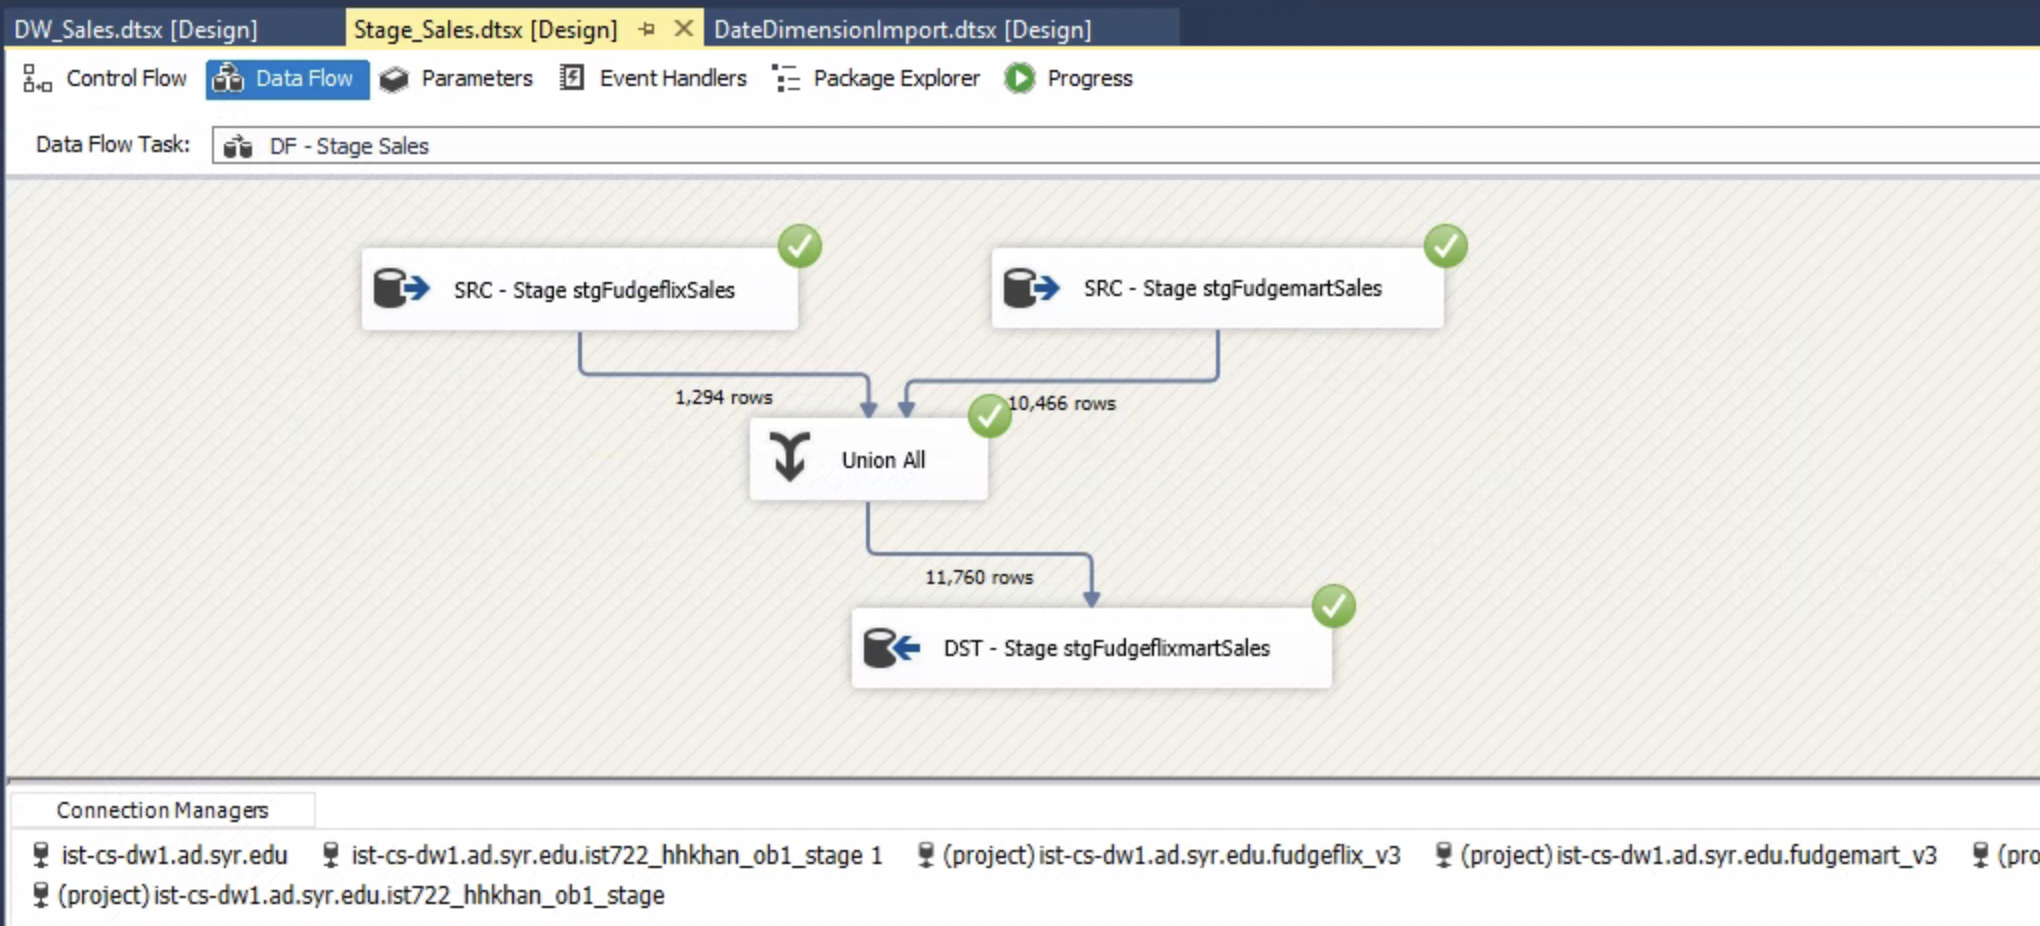 DW_Sales.dtsx [Design] Stage_Sales.dtsx [Design] DateDimensionImport.dtsx [Design]
Control Flow Data Flow Parameters Event Handlers Package Explorer Progress
Data Flow Task: DF - Stage Sales
SRC - Stage stgFudgeflixSales SRC - Stage stgFudgemartSales
1,294 rows 10,466 rows
Union All
11,760 rows
DST - Stage stgFudgeflixmartSales
Connection Managers
ist-cs-dw1.ad.syr.edu ist-cs-dw1.ad.syr.edu.ist722_hhkhan_ob1_stage 1 (project) ist-cs-dw1.ad.syr.edu.fudgeflix_v3 (project) ist-cs-dw1.ad.syr.edu.fudgemart_v3 (pro
(project) ist-cs-dw1.ad.syr.edu.ist722_hhkhan_ob1_stage